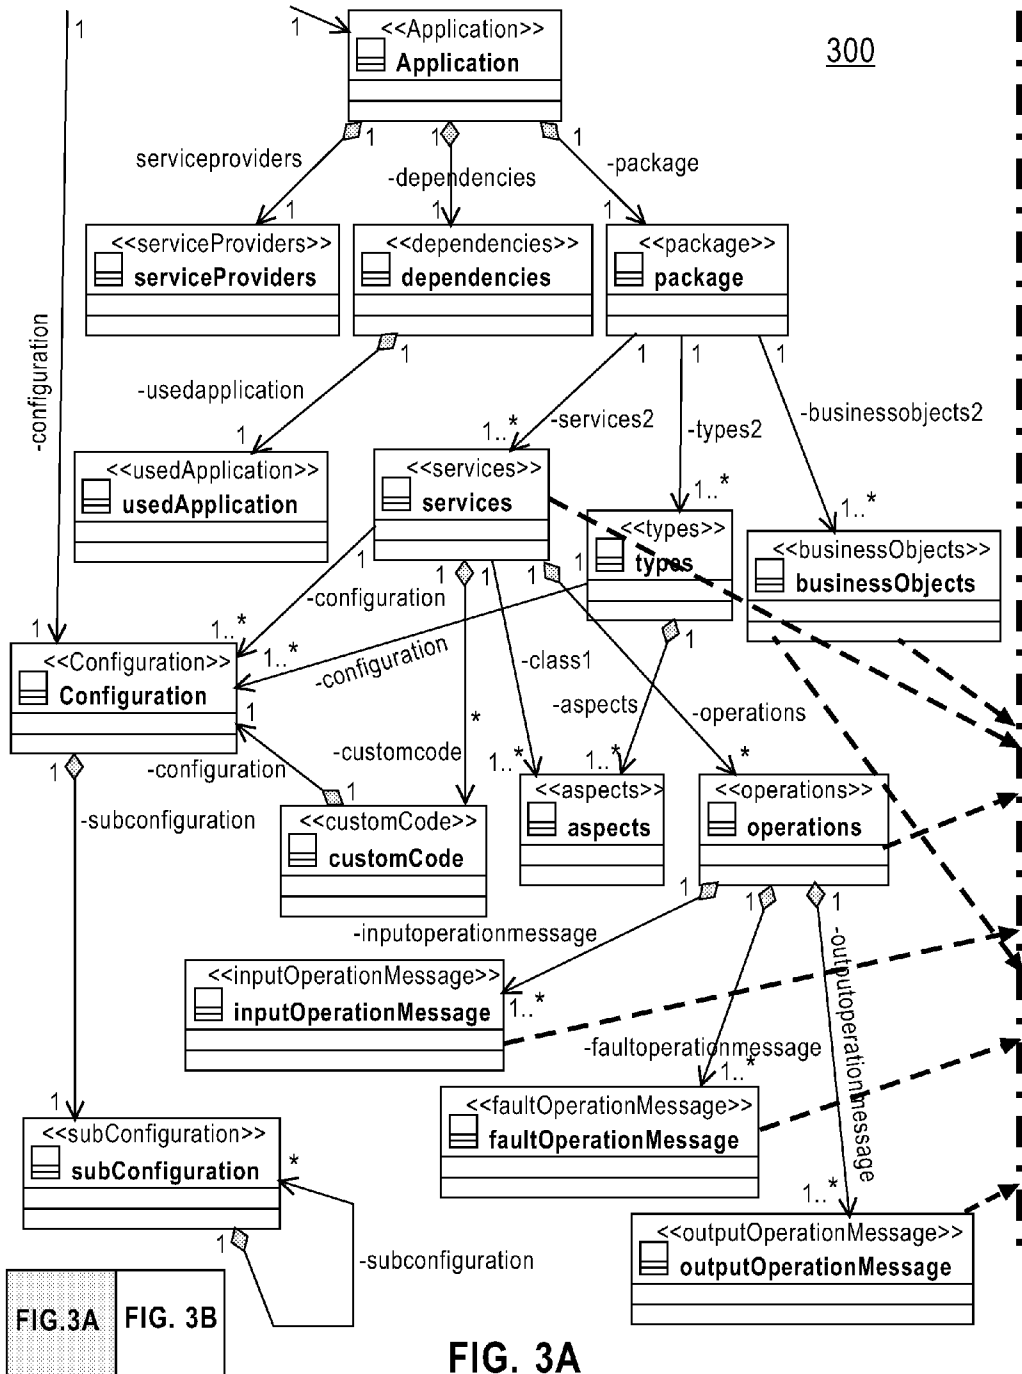 1
1
<<Application>>
Application
300
1
1
1
serviceproviders
-dependencies
-package
1
1
1
<<serviceProviders>>
serviceProviders
<<dependencies>>
dependencies
<<package>>
package
-configuration
1
1
1
1
-usedapplication
-services2
-types2
-businessobjects2
1
1..*
1..*
1..*
<<usedApplication>>
usedApplication
<<services>>
services
<<types>>
types
<<businessObjects>>
businessObjects
1
1
1
1
1
-configuration
1
1..*
1..*
1
-configuration
-class1
-aspects
-operations
<<Configuration>>
Configuration
1
*
-customcode
1..*
1..*
*
1
-configuration
1
-subconfiguration
<<customCode>>
customCode
<<aspects>>
aspects
<<operations>>
operations
1
1
1
-inputoperationmessage
-outputoperationmessage
<<inputOperationMessage>>
inputOperationMessage
1..*
-faultoperationmessage
1..*
1
<<faultOperationMessage>>
faultOperationMessage
<<subConfiguration>>
subConfiguration
*
1..*
1
-subconfiguration
<<outputOperationMessage>>
outputOperationMessage
FIG.3A
FIG. 3B
FIG. 3A